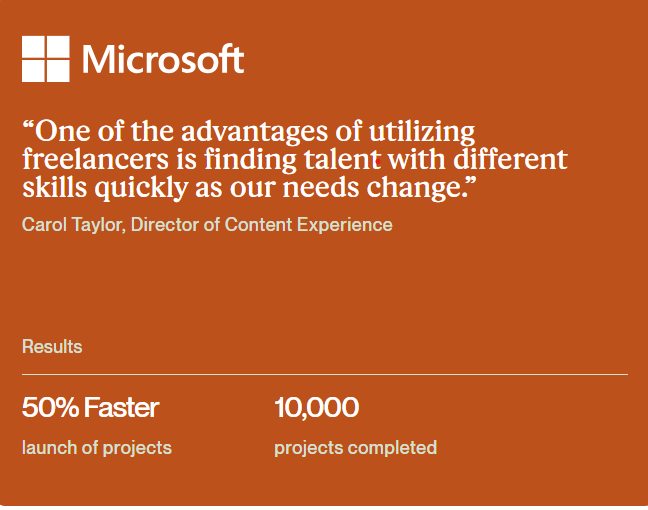 Microsoft
“One of the advantages of utilizing
freelancers is finding talent with different
skills quickly as our needs change.”
Carol Taylor, Director of Content Experience
Results
50% Faster
10,000
launch of projects
projects completed